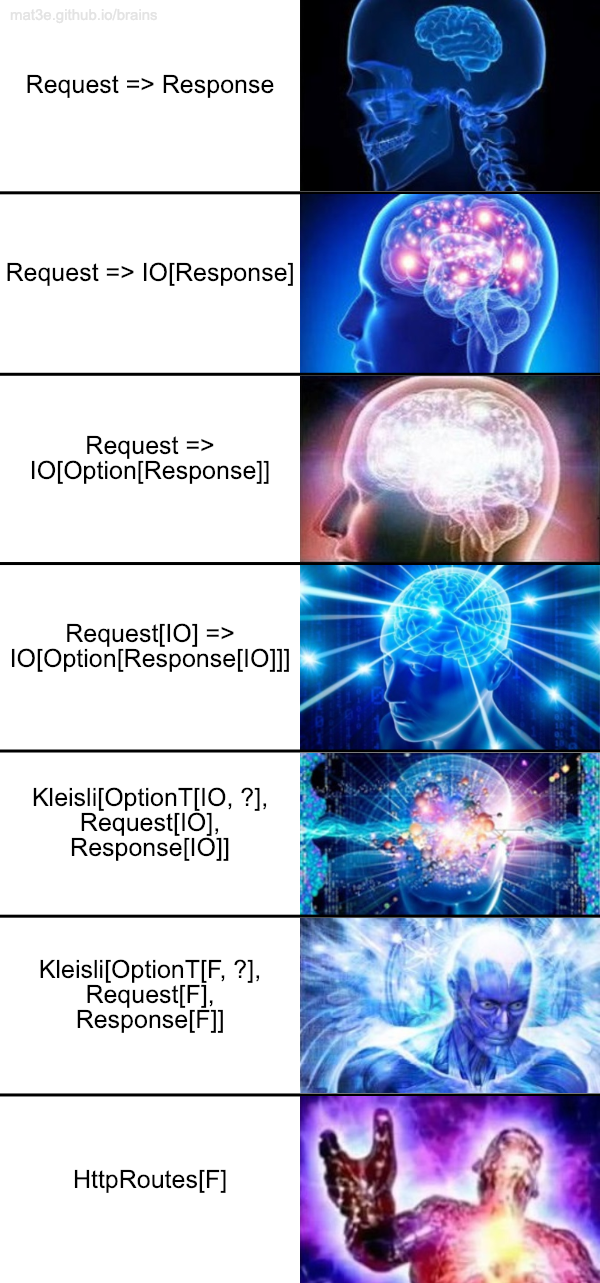 mat3e.github.io/brains
Request => Response
Request => IO[Response]
Request =>
IO[Option[Response]]
Request[IO] =>
IO[Option[Response[IO]]]
Kleisli[OptionT[IO, ?],
Request[IO],
Response[IO]]
Kleisli[OptionT[F, ?],
Request[F],
Response[F]]
HttpRoutes[F]